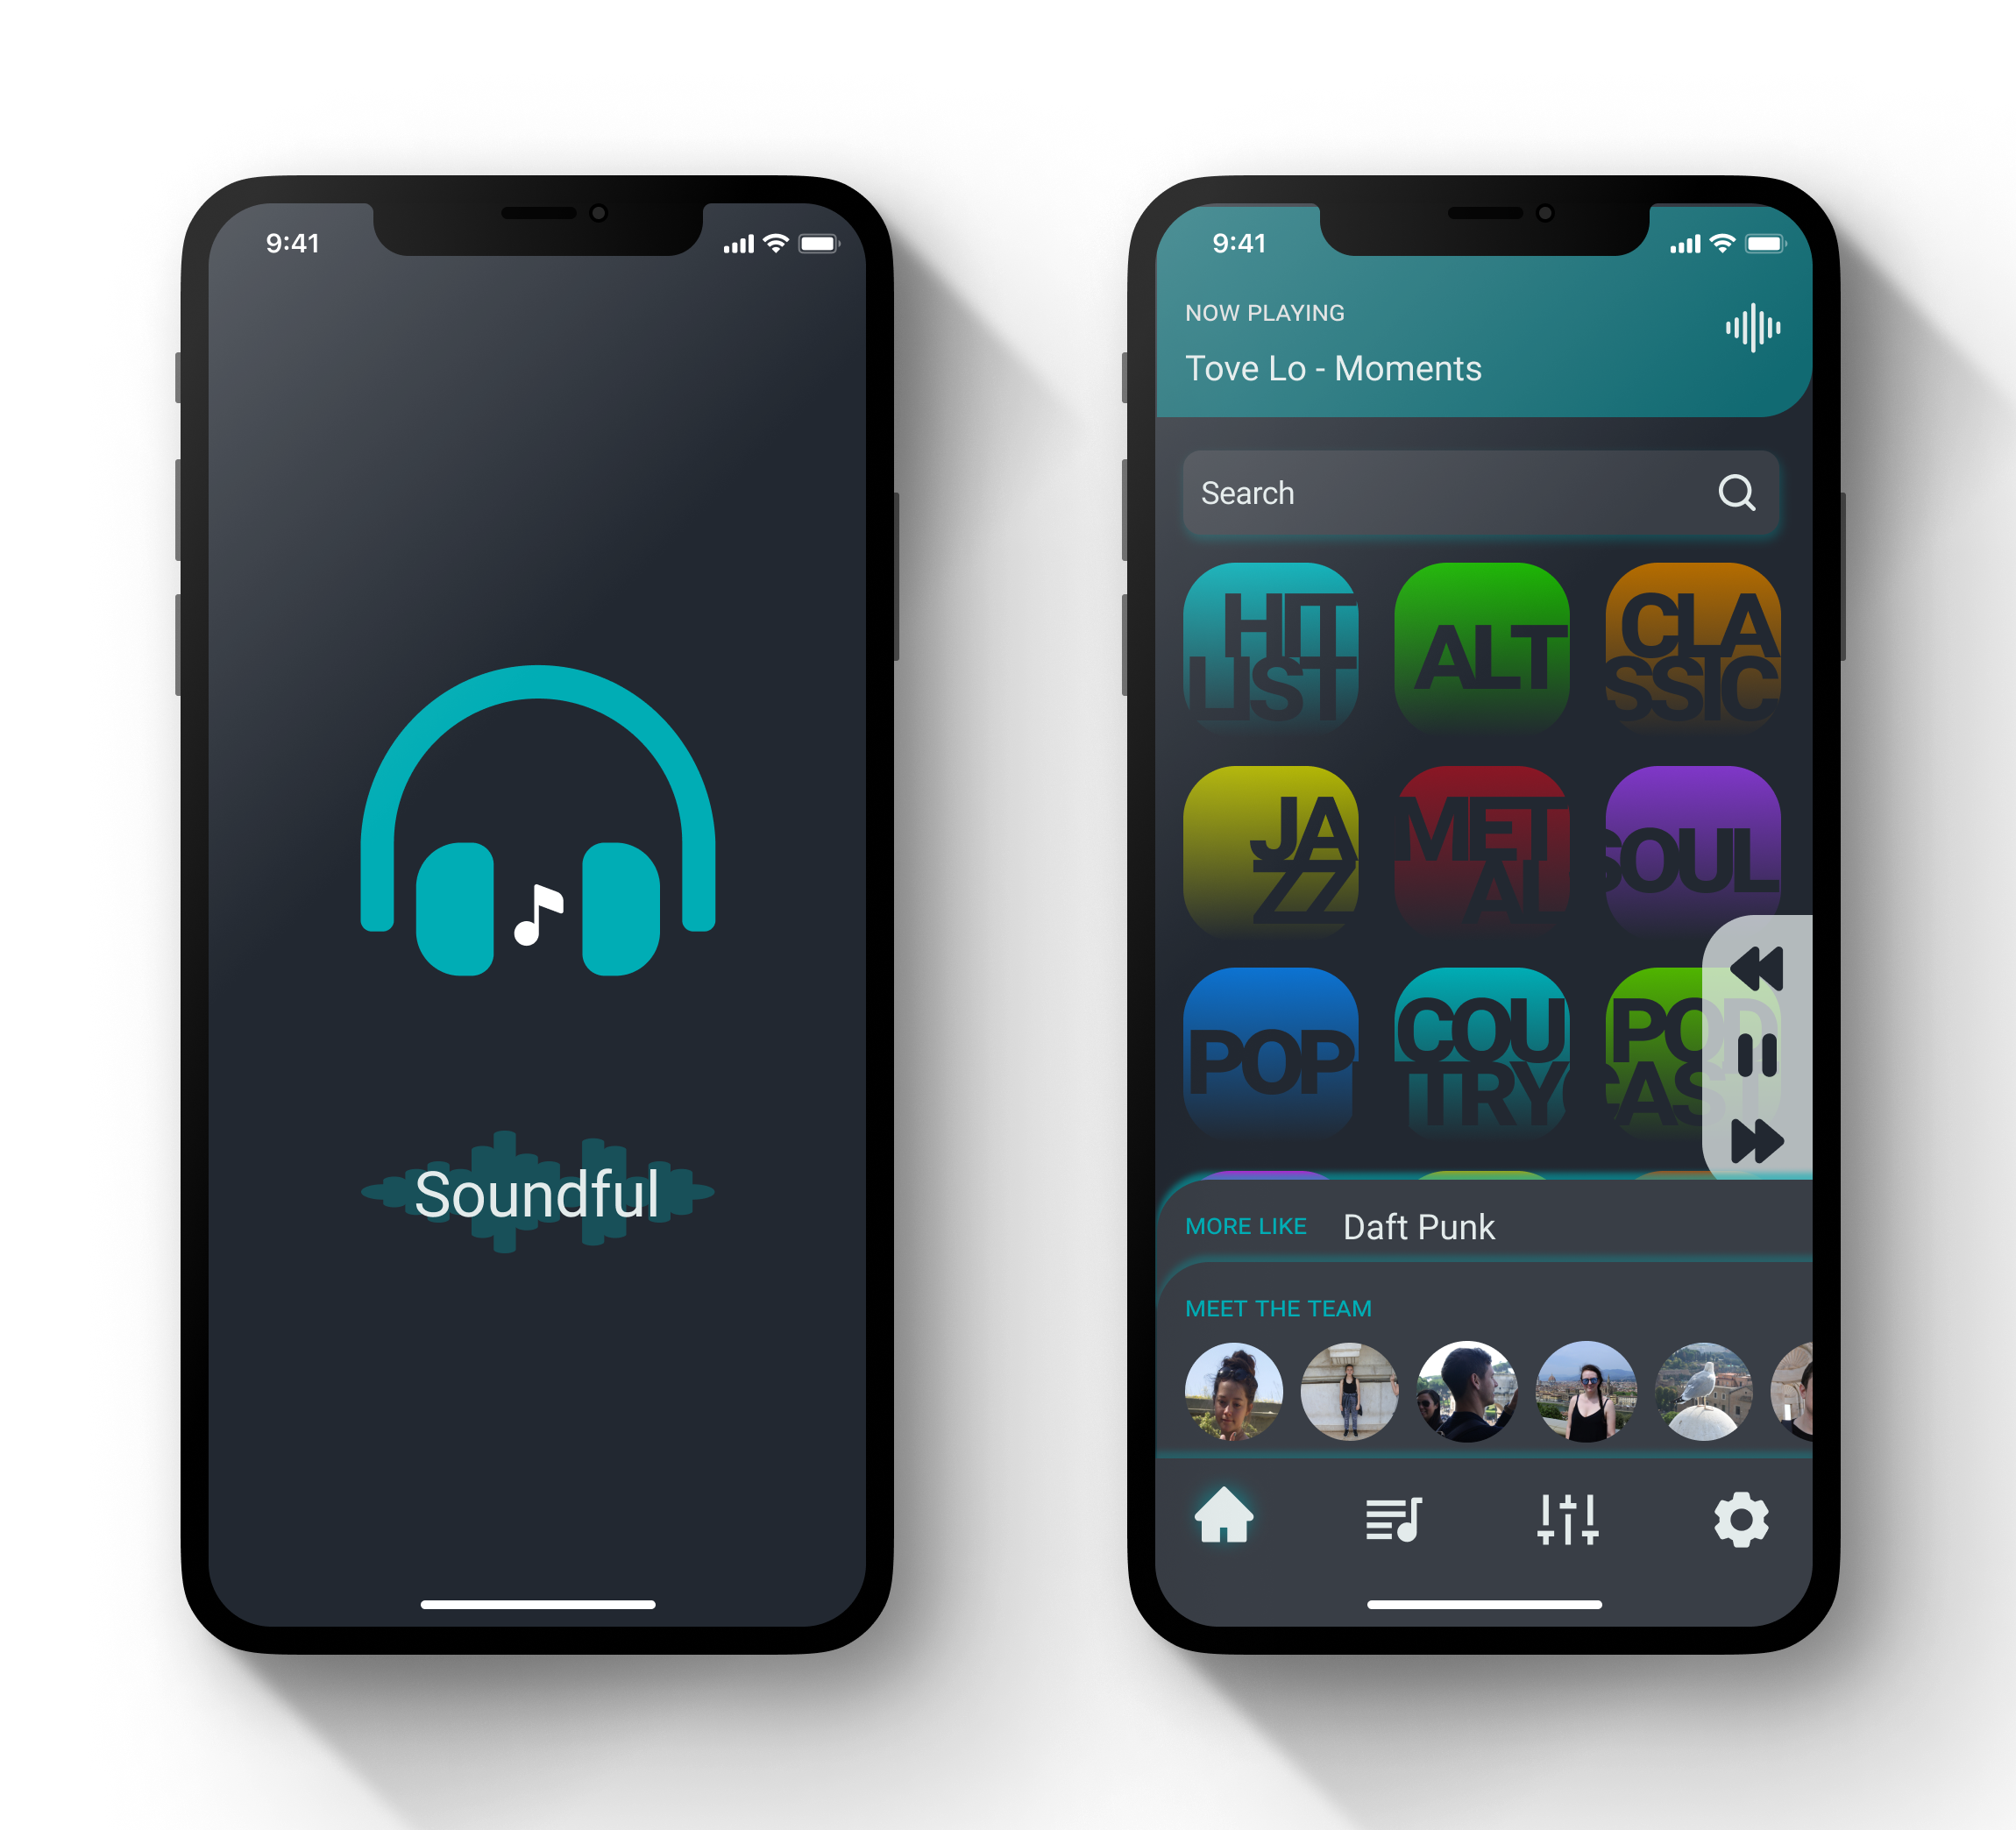 9:41
Soundful
9:41
NOW PLAYING
Tove Lo - Moments
Search
HIT
LIST
ALT
CLA
SSIC
JA
ZZ
MET
AL
SOUL
POP
COU
TRY
POD
CAST
MORE LIKE Daft Punk
MEET THE TEAM